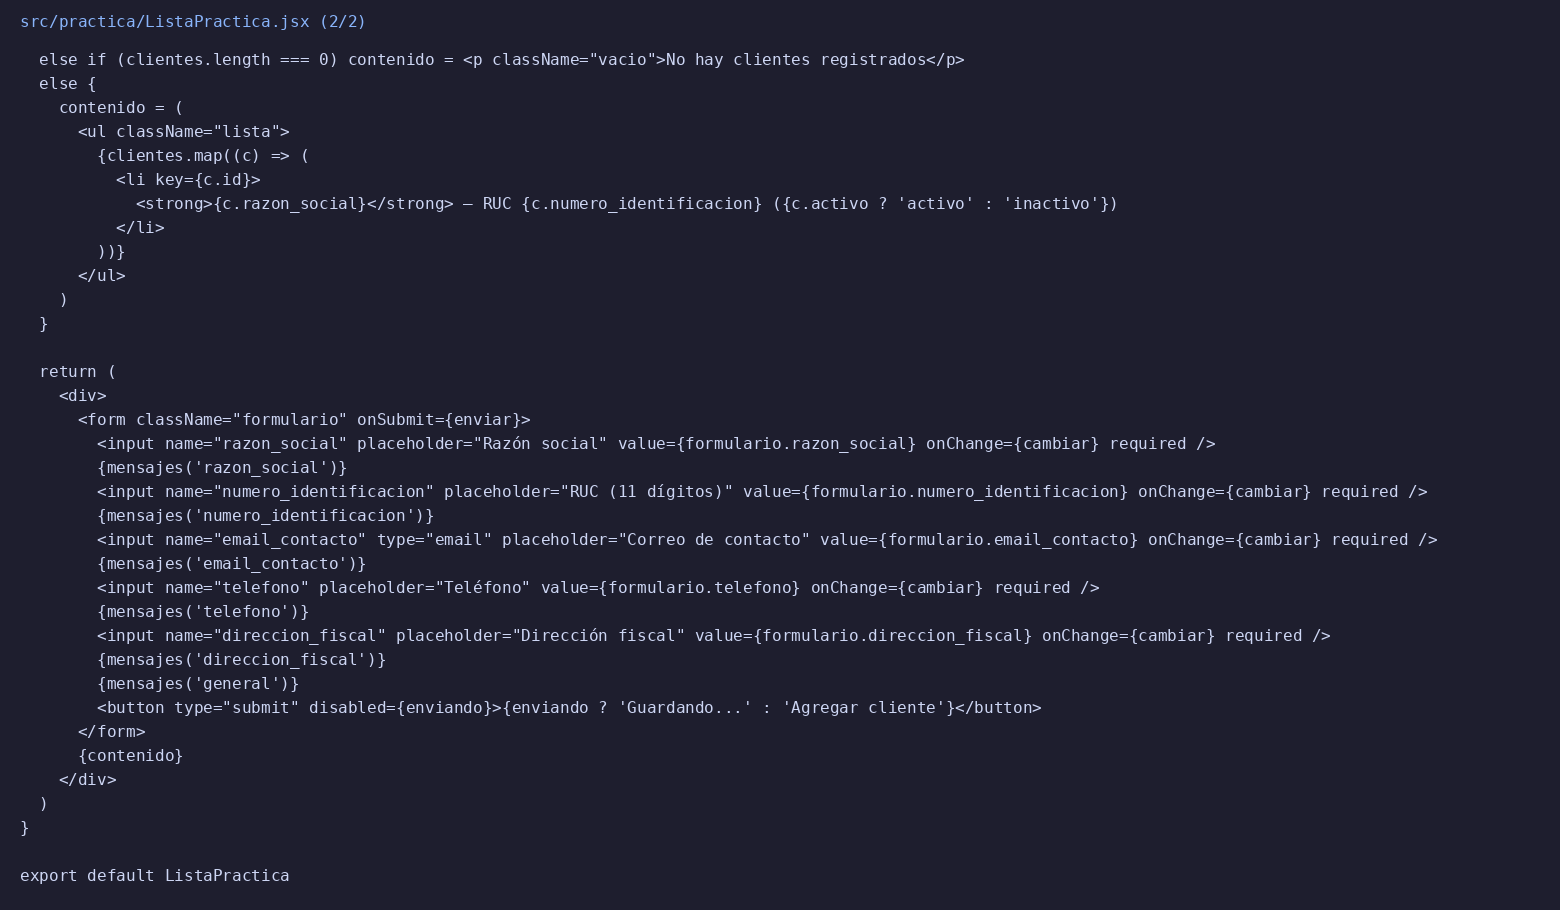 src/practica/ListaPractica.jsx (2/2)
  else if (clientes.length === 0) contenido = <p className="vacio">No hay clientes registrados</p>
  else {
    contenido = (
      <ul className="lista">
        {clientes.map((c) => (
          <li key={c.id}>
            <strong>{c.razon_social}</strong> — RUC {c.numero_identificacion} ({c.activo ? 'activo' : 'inactivo'})
          </li>
        ))}
      </ul>
    )
  }

  return (
    <div>
      <form className="formulario" onSubmit={enviar}>
        <input name="razon_social" placeholder="Razón social" value={formulario.razon_social} onChange={cambiar} required />
        {mensajes('razon_social')}
        <input name="numero_identificacion" placeholder="RUC (11 dígitos)" value={formulario.numero_identificacion} onChange={cambiar} required />
        {mensajes('numero_identificacion')}
        <input name="email_contacto" type="email" placeholder="Correo de contacto" value={formulario.email_contacto} onChange={cambiar} required />
        {mensajes('email_contacto')}
        <input name="telefono" placeholder="Teléfono" value={formulario.telefono} onChange={cambiar} required />
        {mensajes('telefono')}
        <input name="direccion_fiscal" placeholder="Dirección fiscal" value={formulario.direccion_fiscal} onChange={cambiar} required />
        {mensajes('direccion_fiscal')}
        {mensajes('general')}
        <button type="submit" disabled={enviando}>{enviando ? 'Guardando...' : 'Agregar cliente'}</button>
      </form>
      {contenido}
    </div>
  )
}

export default ListaPractica